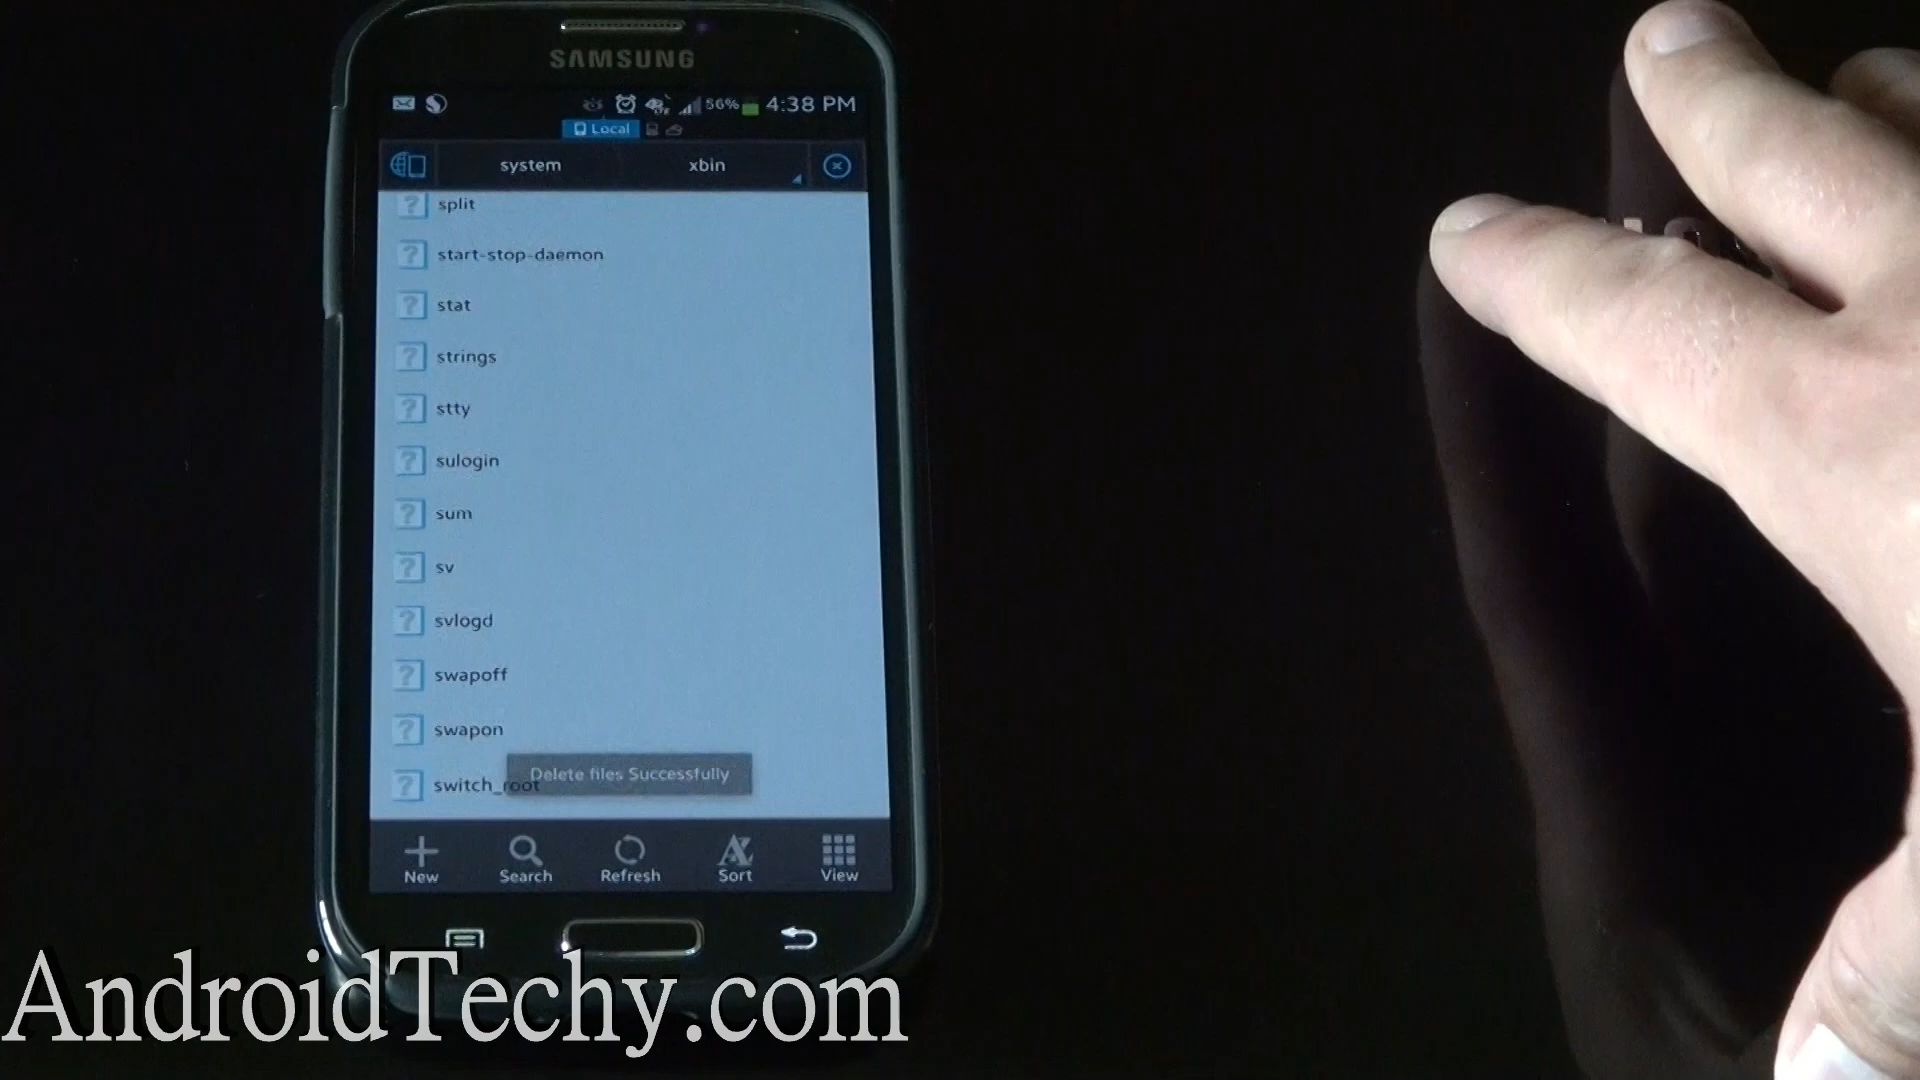 SAMSUNG
56% 4:38 PM
Local
system xbin
split
start-stop-daemon
stat
strings
stty
sulogin
sum
sv
svlogd
swapoff
swapon
Delete files Successfully
switch_root
New Search Refresh Sort View
AndroidTechy.com